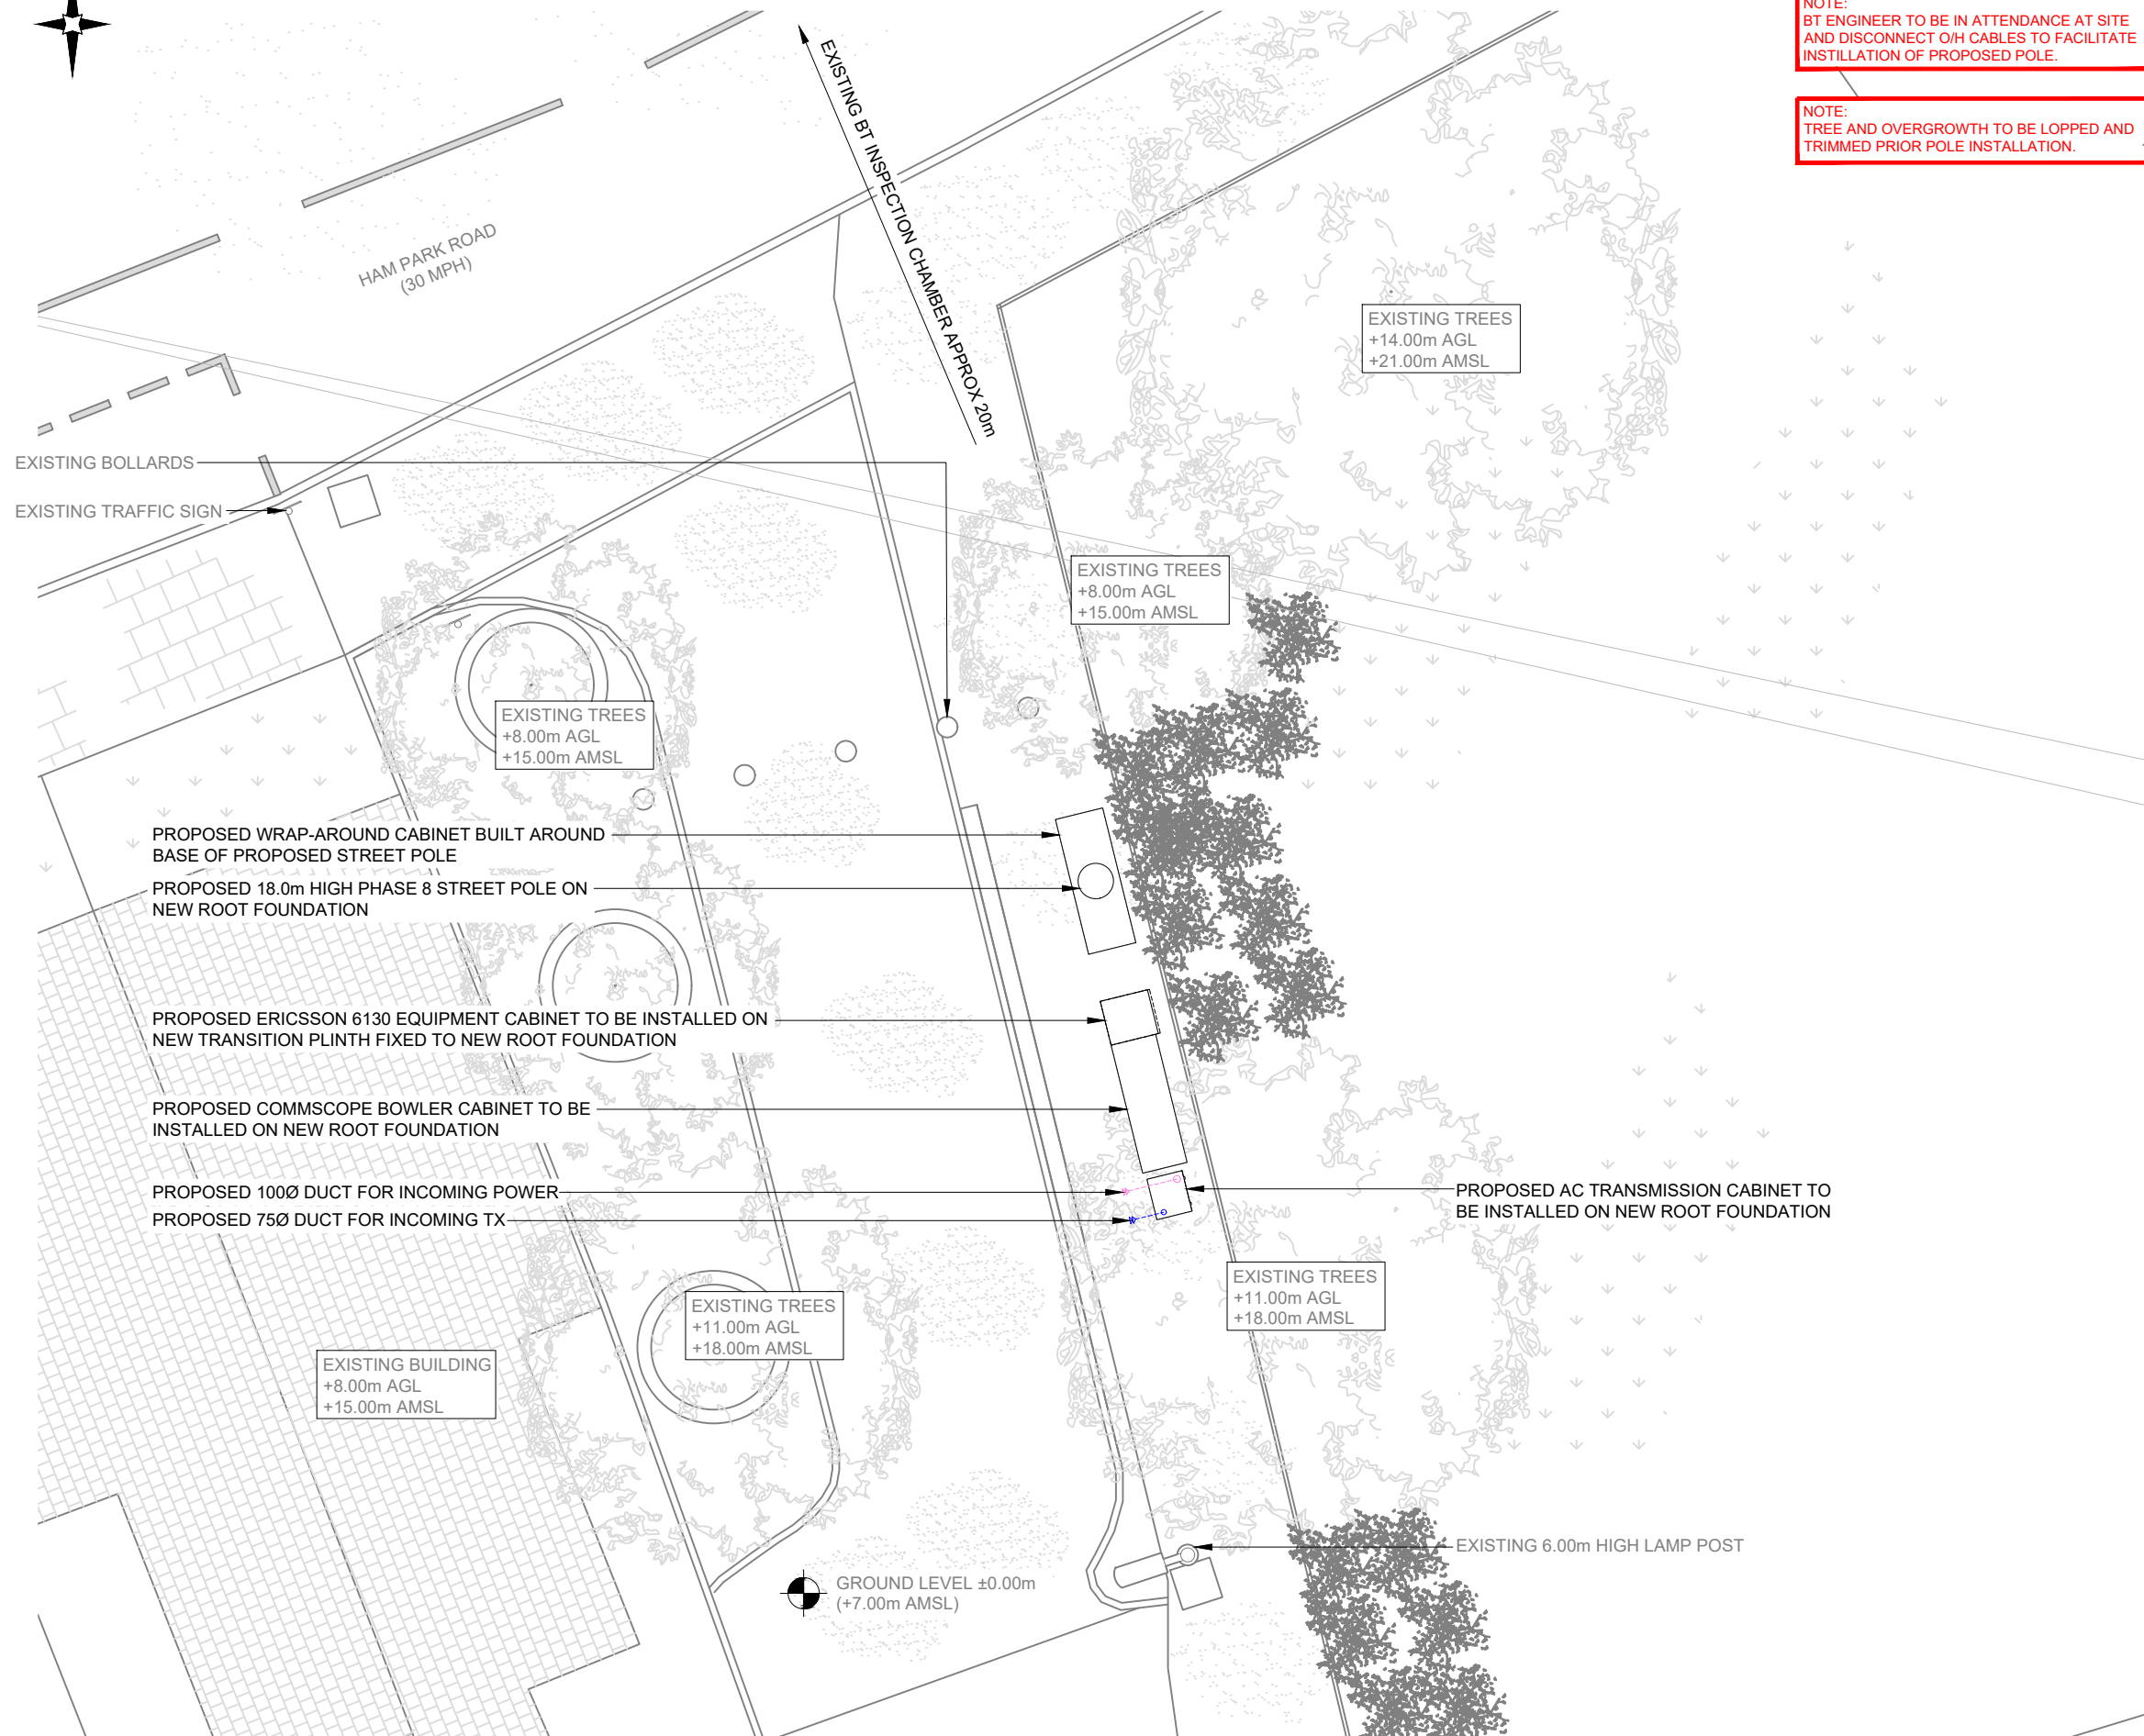 NOTE:
BT ENGINEER TO BE IN ATTENDANCE AT SITE
AND DISCONNECT O/H CABLES TO FACILITATE
INSTILLATION OF PROPOSED POLE.
NOTE:
TREE AND OVERGROWTH TO BE LOPPED AND
TRIMMED PRIOR POLE INSTALLATION.
EXISTING BT INSPECTION CHAMBER APPROX 20m
HAM PARK ROAD
(30 MPH)
EXISTING TREES
+14.00m AGL
+21.00m AMSL
EXISTING BOLLARDS
EXISTING TRAFFIC SIGN
EXISTING TREES
+8.00m AGL
+15.00m AMSL
EXISTING TREES
+8.00m AGL
+15.00m AMSL
PROPOSED WRAP-AROUND CABINET BUILT AROUND
BASE OF PROPOSED STREET POLE
PROPOSED 18.0m HIGH PHASE 8 STREET POLE ON
NEW ROOT FOUNDATION
PROPOSED ERICSSON 6130 EQUIPMENT CABINET TO BE INSTALLED ON
NEW TRANSITION PLINTH FIXED TO NEW ROOT FOUNDATION
PROPOSED COMMSCOPE BOWLER CABINET TO BE
INSTALLED ON NEW ROOT FOUNDATION
PROPOSED 100Ø DUCT FOR INCOMING POWER
PROPOSED 75Ø DUCT FOR INCOMING TX
PROPOSED AC TRANSMISSION CABINET TO
BE INSTALLED ON NEW ROOT FOUNDATION
EXISTING TREES
+11.00m AGL
+18.00m AMSL
EXISTING TREES
+11.00m AGL
+18.00m AMSL
EXISTING BUILDING
+8.00m AGL
+15.00m AMSL
EXISTING 6.00m HIGH LAMP POST
GROUND LEVEL ±0.00m
(+7.00m AMSL)